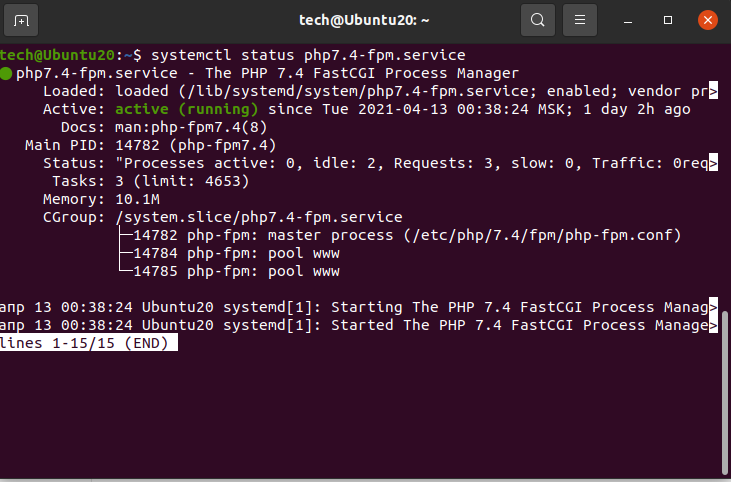 tech@Ubuntu20: ~
tech@Ubuntu20:~$ systemctl status php7.4-fpm.service
● php7.4-fpm.service - The PHP 7.4 FastCGI Process Manager
     Loaded: loaded (/lib/systemd/system/php7.4-fpm.service; enabled; vendor pr>
     Active: active (running) since Tue 2021-04-13 00:38:24 MSK; 1 day 2h ago
       Docs: man:php-fpm7.4(8)
   Main PID: 14782 (php-fpm7.4)
     Status: "Processes active: 0, idle: 2, Requests: 3, slow: 0, Traffic: 0req>
      Tasks: 3 (limit: 4653)
     Memory: 10.1M
     CGroup: /system.slice/php7.4-fpm.service
             ├─14782 php-fpm: master process (/etc/php/7.4/fpm/php-fpm.conf)
             ├─14784 php-fpm: pool www
             └─14785 php-fpm: pool www
апр 13 00:38:24 Ubuntu20 systemd[1]: Starting The PHP 7.4 FastCGI Process Manag>
апр 13 00:38:24 Ubuntu20 systemd[1]: Started The PHP 7.4 FastCGI Process Manage>
lines 1-15/15 (END)